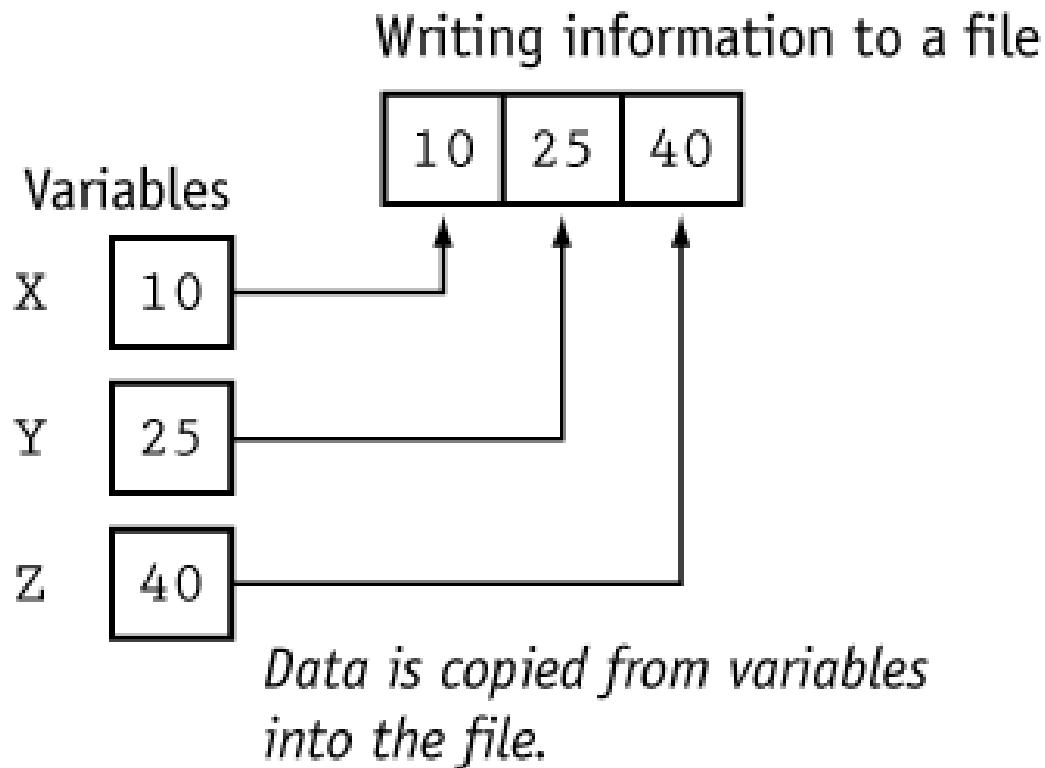 Writing information to a file
10 25 40
Variables
X 10
Y 25
Z 40
Data is copied from variables
into the file.